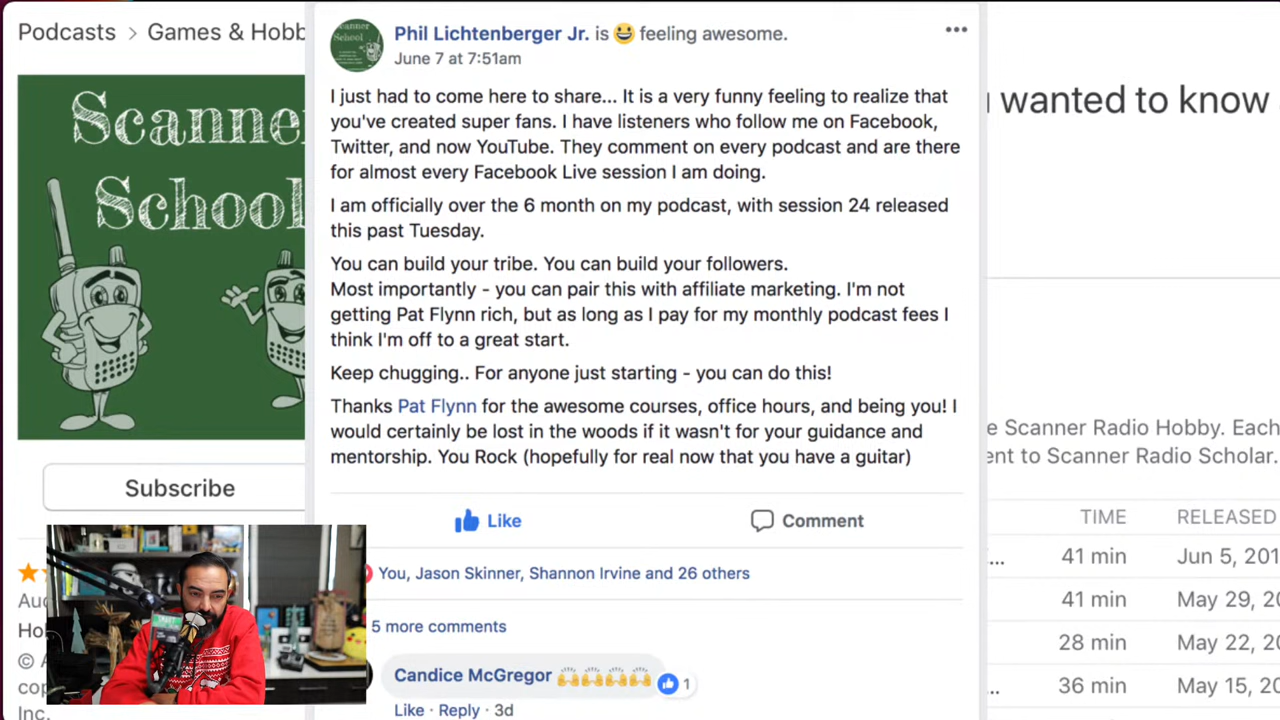 Podcasts > Games & Hobb
Scanne
School
Subscribe
Ho
©
cop
Inc.
Scanner
School
Phil Lichtenberger Jr. is 😀 feeling awesome.
June 7 at 7:51am
I just had to come here to share... It is a very funny feeling to realize that
you've created super fans. I have listeners who follow me on Facebook,
Twitter, and now YouTube. They comment on every podcast and are there
for almost every Facebook Live session I am doing.
I am officially over the 6 month on my podcast, with session 24 released
this past Tuesday.
You can build your tribe. You can build your followers.
Most importantly - you can pair this with affiliate marketing. I'm not
getting Pat Flynn rich, but as long as I pay for my monthly podcast fees I
think I'm off to a great start.
Keep chugging.. For anyone just starting - you can do this!
Thanks Pat Flynn for the awesome courses, office hours, and being you! I
would certainly be lost in the woods if it wasn't for your guidance and
mentorship. You Rock (hopefully for real now that you have a guitar)
Like Comment
You, Jason Skinner, Shannon Irvine and 26 others
5 more comments
Candice McGregor 🙌🙌🙌🙌 1
Like · Reply · 3d
wanted to know
e Scanner Radio Hobby. Each
ent to Scanner Radio Scholar.
TIME RELEASED
... 41 min Jun 5, 201
41 min May 29, 20
28 min May 22, 20
... 36 min May 15, 20